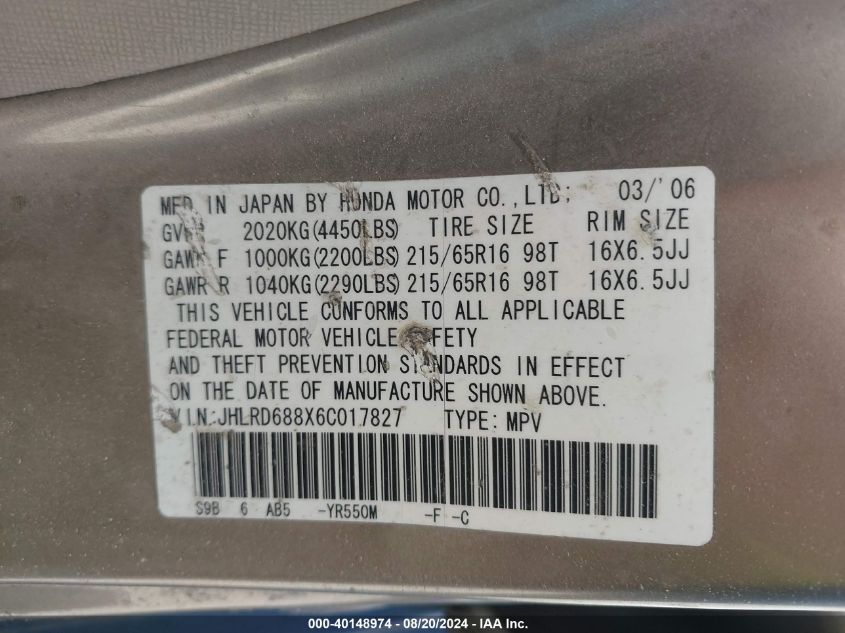 MFD IN JAPAN BY HONDA MOTOR CO.,LTD. 03/'06
GVWR 2020KG(4450LBS) TIRE SIZE RIM SIZE
GAWR F 1000KG(2200LBS) 215/65R16 98T 16X6.5JJ
GAWR R 1040KG(2290LBS) 215/65R16 98T 16X6.5JJ
THIS VEHICLE CONFORMS TO ALL APPLICABLE
FEDERAL MOTOR VEHICLE SAFETY
AND THEFT PREVENTION STANDARDS IN EFFECT
ON THE DATE OF MANUFACTURE SHOWN ABOVE.
V.I.N.:JHLRD688X6C017827 TYPE: MPV
S9B 6 AB5 -YR550M -F -C
000-40148974 - 08/20/2024 - IAA Inc.